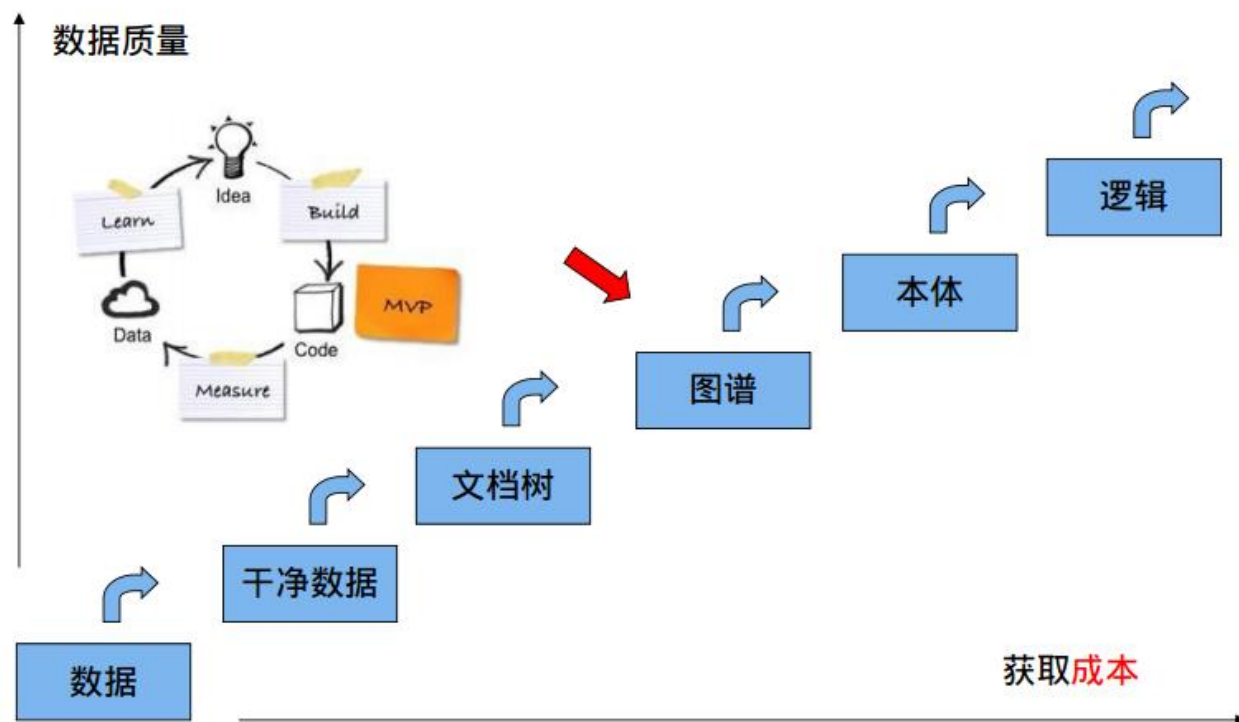 数据质量
Idea
Learn
Build
MVP
Data
Code
Measure
逻辑
本体
图谱
文档树
干净数据
数据
获取成本